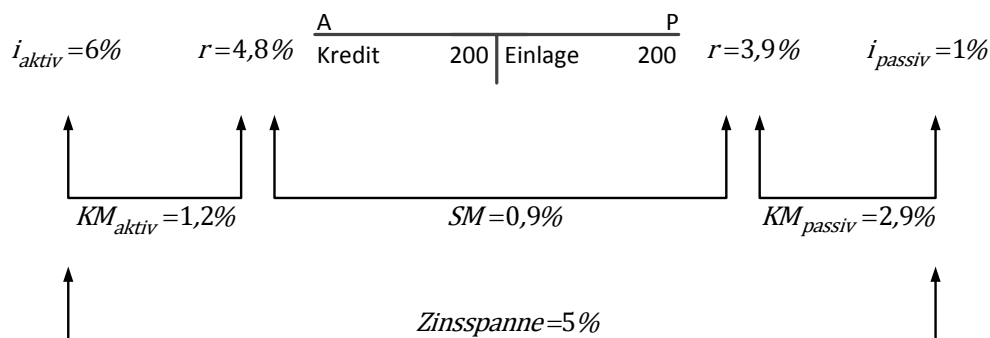 A P
i_aktiv=6% r=4,8% Kredit 200 Einlage 200 r=3,9% i_passiv=1%
KM_aktiv=1,2% SM=0,9% KM_passiv=2,9%
Zinsspanne=5%